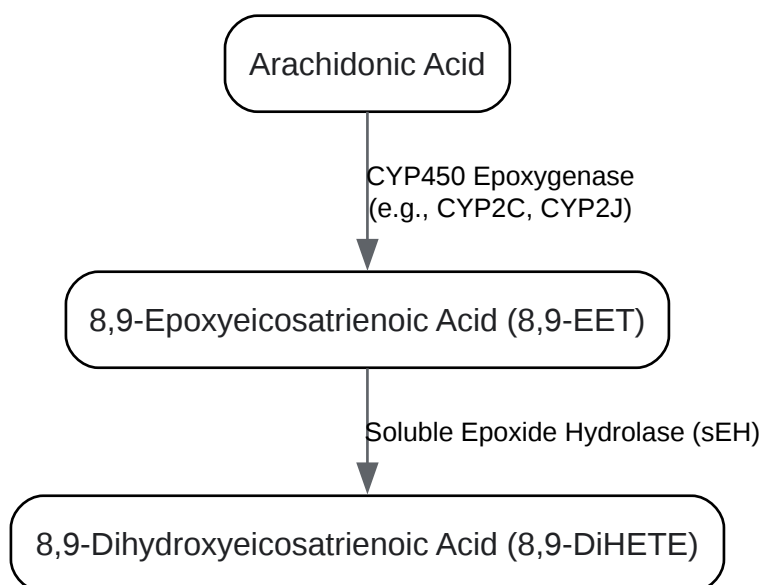 Arachidonic Acid
CYP450 Epoxygenase
(e.g., CYP2C, CYP2J)
8,9-Epoxyeicosatrienoic Acid (8,9-EET)
Soluble Epoxide Hydrolase (sEH)
8,9-Dihydroxyeicosatrienoic Acid (8,9-DiHETE)